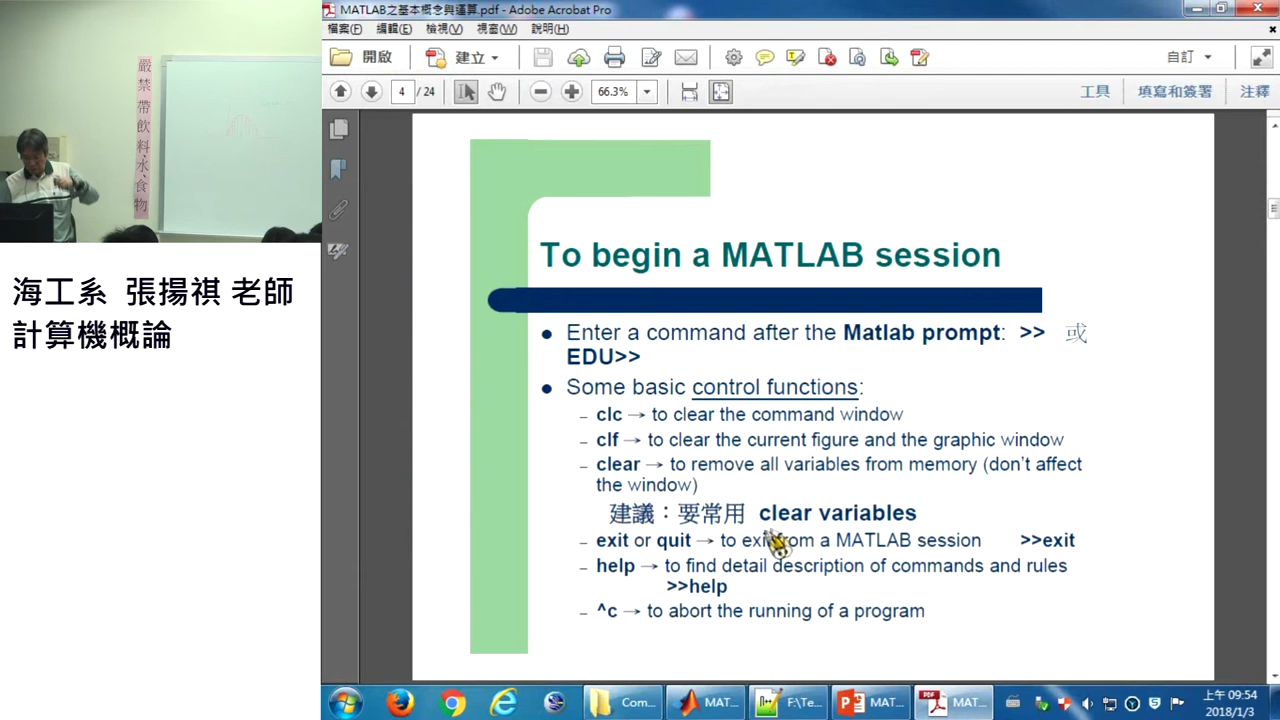 MATLAB之基本概念與運算.pdf - Adobe Acrobat Pro
檔案(F) 編輯(E) 檢視(V) 視窗(W) 說明(H)
開啟 建立 自訂
4 / 24 66.3% 工具 填寫和簽署 注釋
嚴禁帶飲料、水、食物
海工系 張揚祺 老師
計算機概論
To begin a MATLAB session
● Enter a command after the Matlab prompt: >> 或
EDU>>
● Some basic control functions:
– clc → to clear the command window
– clf → to clear the current figure and the graphic window
– clear → to remove all variables from memory (don't affect
the window)
建議：要常用 clear variables
– exit or quit → to exit from a MATLAB session >>exit
– help → to find detail description of commands and rules
>>help
– ^c → to abort the running of a program
Com... MAT... F:\Te... MAT... MAT...
上午 09:54
2018/1/3